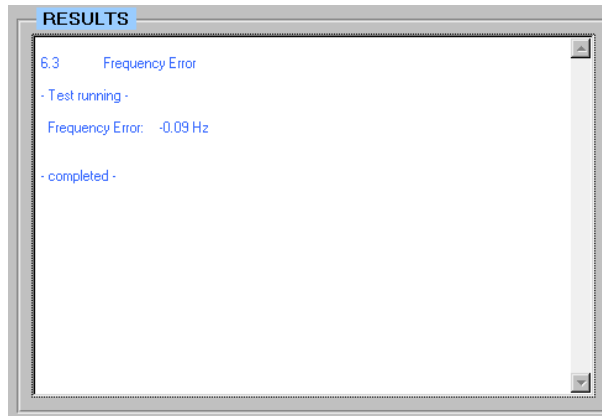 RESULTS
6.3 Frequency Error
- Test running -
Frequency Error: -0.09 Hz
- completed -